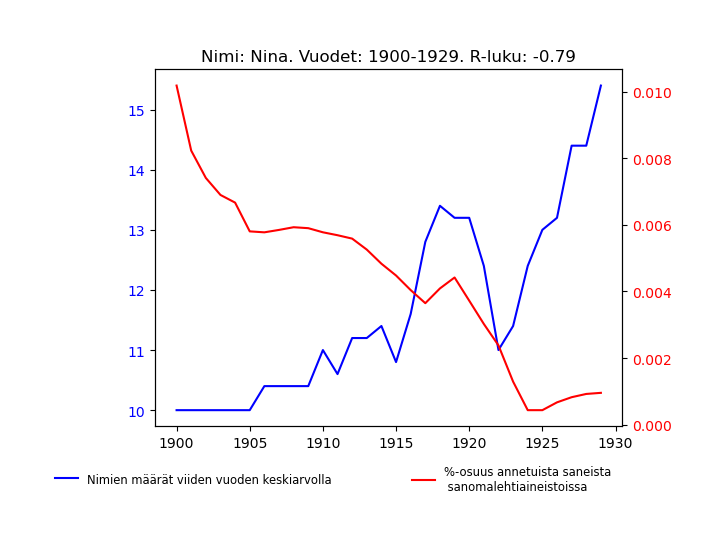 Nimi: Nina. Vuodet: 1900-1929. R-luku: -0.79
15
14
13
12
11
10
0.010
0.008
0.006
0.004
0.002
0.000
1900 1905 1910 1915 1920 1925 1930
Nimien määrät viiden vuoden keskiarvolla
%-osuus annetuista saneista
sanomalehtiaineistoissa